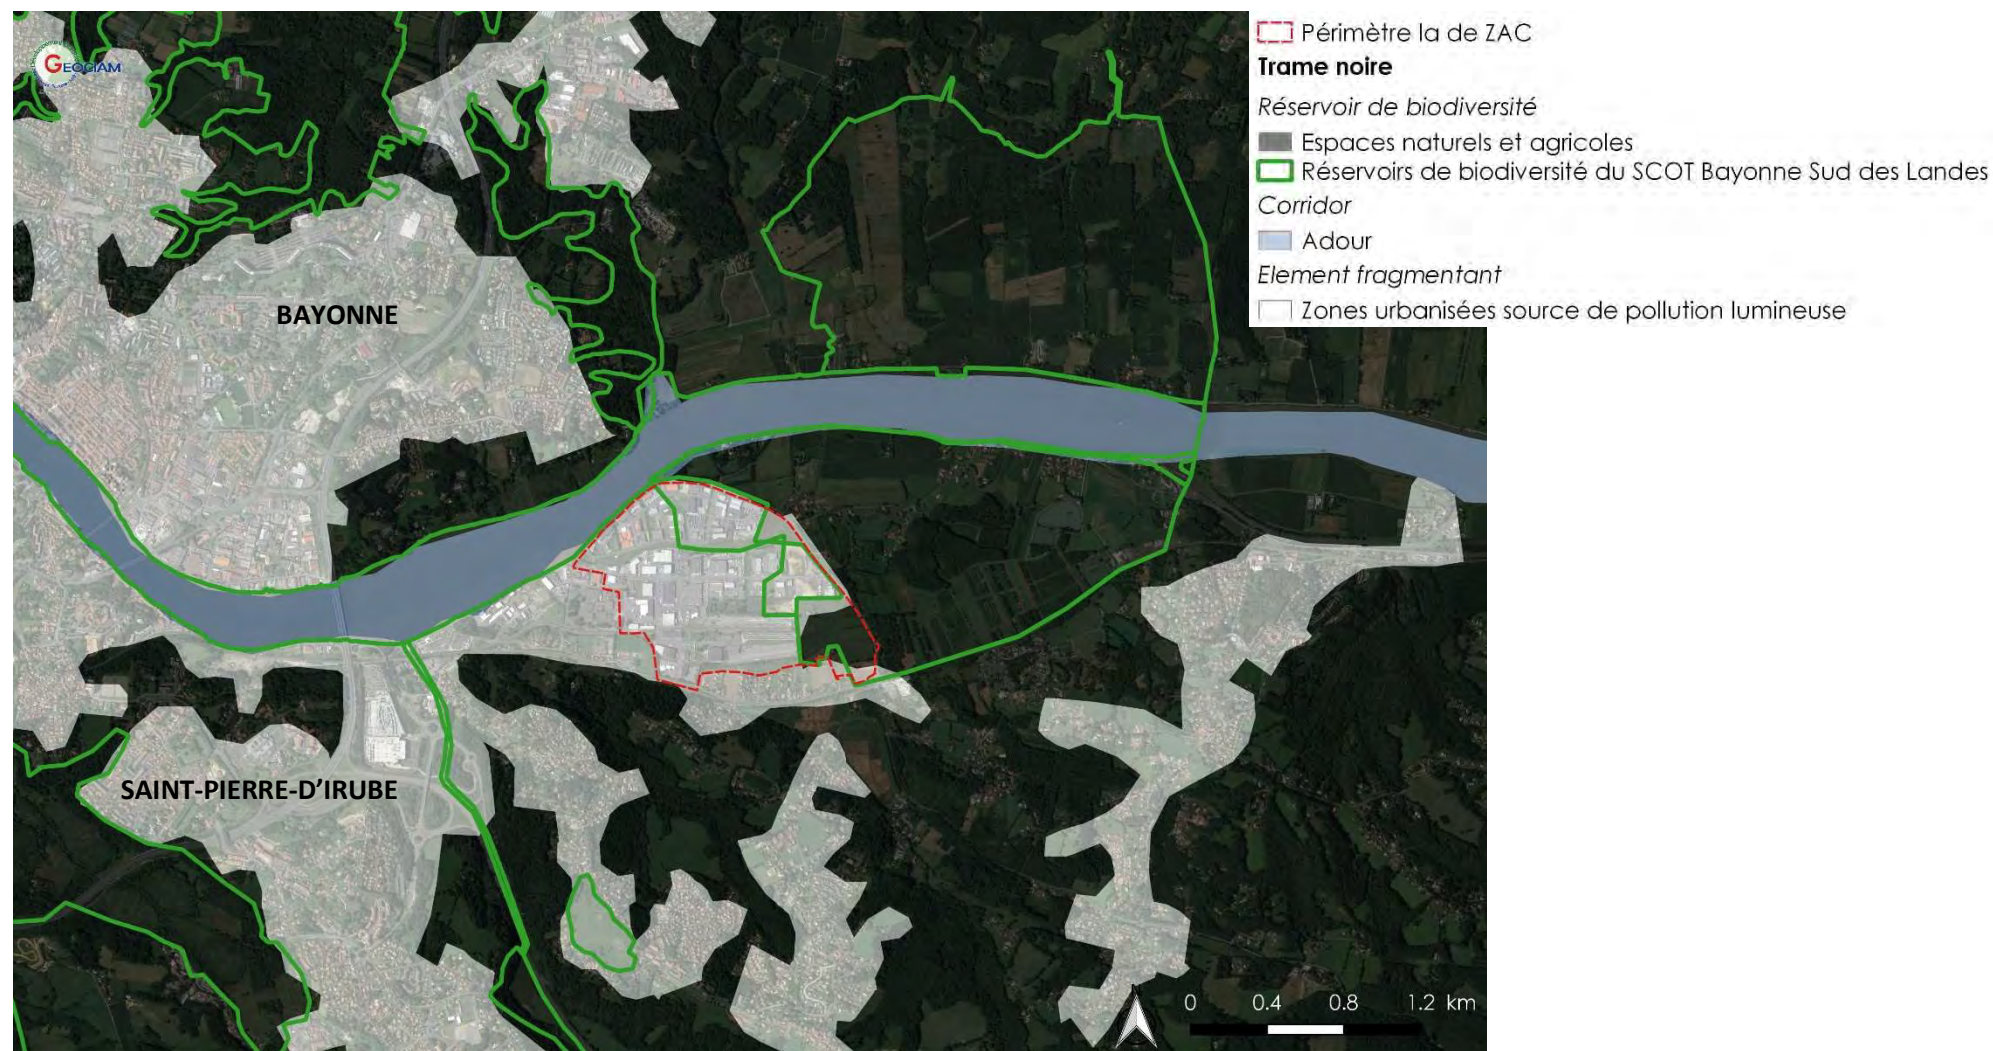 GEOCIAM
Périmètre la de ZAC
Trame noire
Réservoir de biodiversité
Espaces naturels et agricoles
Réservoirs de biodiversité du SCOT Bayonne Sud des Landes
Corridor
Adour
Element fragmentant
Zones urbanisées source de pollution lumineuse
BAYONNE
SAINT-PIERRE-D'IRUBE
0 0.4 0.8 1.2 km